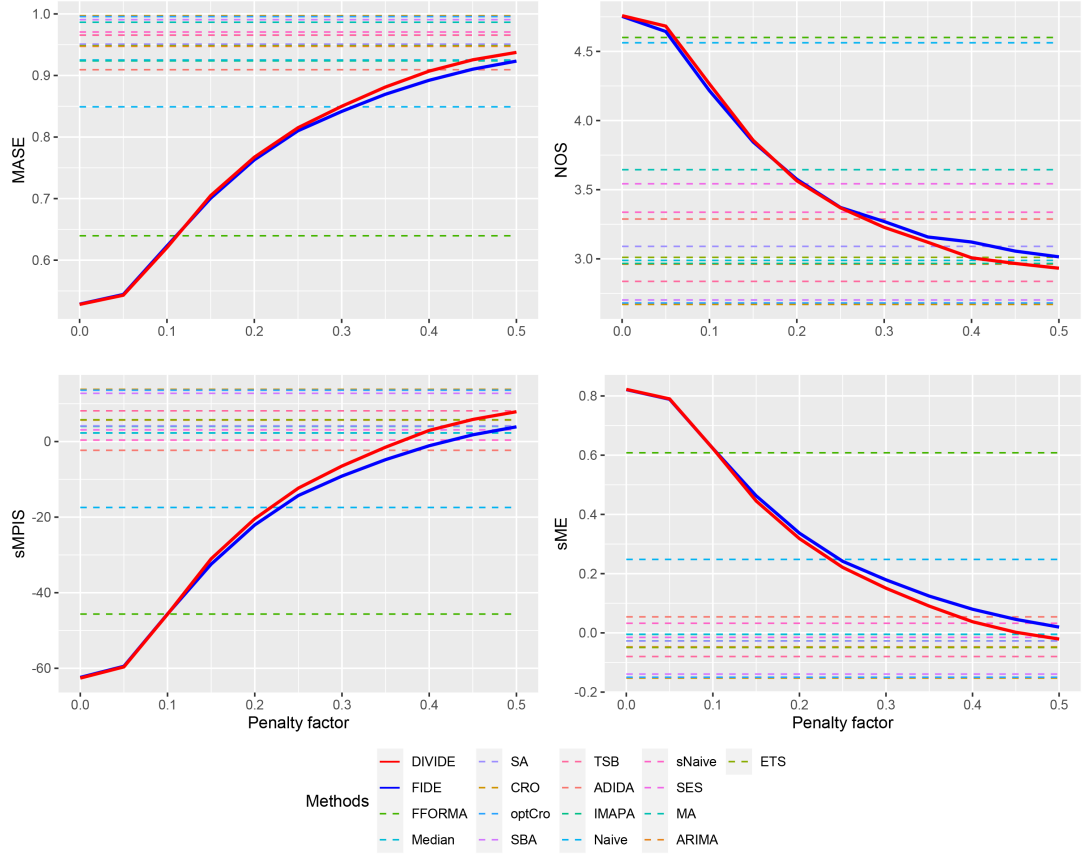 MASE
1.0
0.9
0.8
0.7
0.6
0.0 0.1 0.2 0.3 0.4 0.5
NOS
4.5
4.0
3.5
3.0
0.0 0.1 0.2 0.3 0.4 0.5
sMPIS
0
-20
-40
-60
0.0 0.1 0.2 0.3 0.4 0.5
Penalty factor
sME
0.8
0.6
0.4
0.2
0.0
-0.2
0.0 0.1 0.2 0.3 0.4 0.5
Penalty factor
Methods
DIVIDE SA TSB sNaive ETS
FIDE CRO ADIDA SES
FFORMA optCro IMAPA MA
Median SBA Naive ARIMA